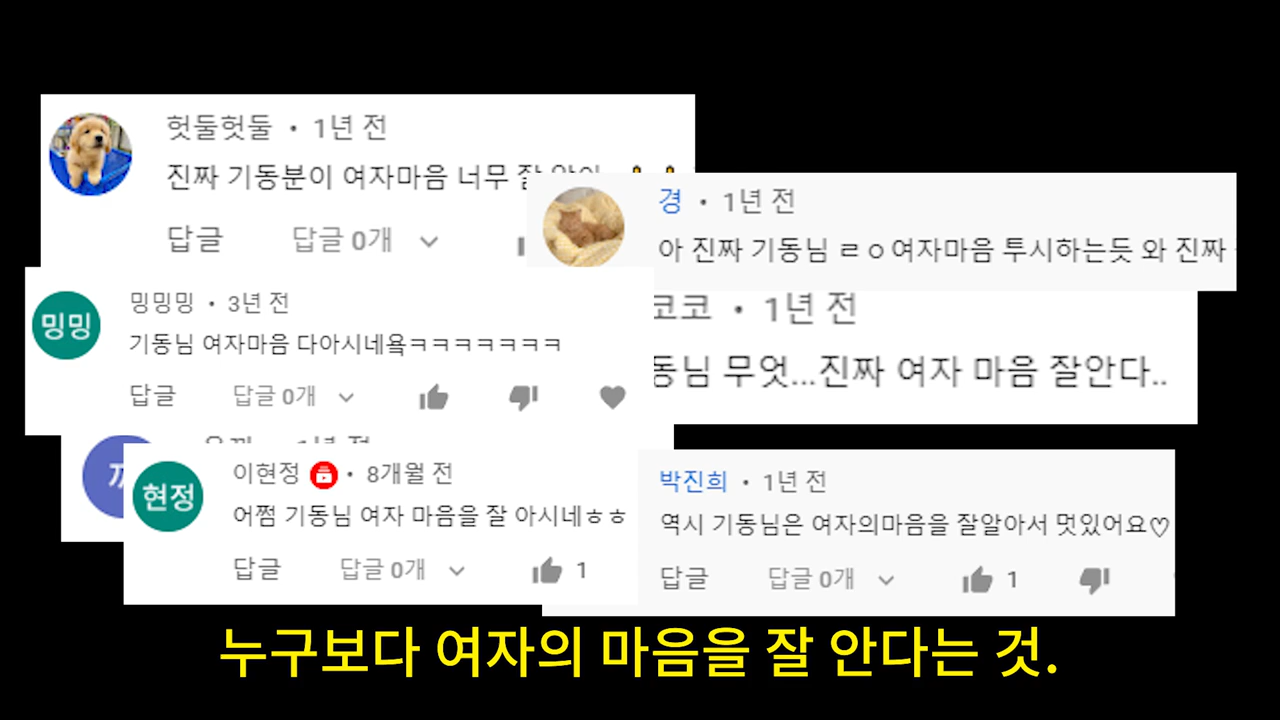 헛둘헛둘 • 1년 전
진짜 기동분이 여자마음 너무
답글 답글 0개
경 • 1년 전
아 진짜 기동님 ㄹㅇ여자마음 투시하는듯 와 진짜
밍밍
밍밍밍 • 3년 전
기동님 여자마음 다아시네욬ㅋㅋㅋㅋㅋㅋㅋ
답글 답글 0개
코코 • 1년 전
동님 무엇...진짜 여자 마음 잘안다..
1년 전
현정
이현정 • 8개월 전
어쩜 기동님 여자 마음을 잘 아시네ㅎㅎ
답글 답글 0개 1
박진희 • 1년 전
역시 기동님은 여자의마음을 잘알아서 멋있어요♡
답글 답글 0개 1
누구보다 여자의 마음을 잘 안다는 것.